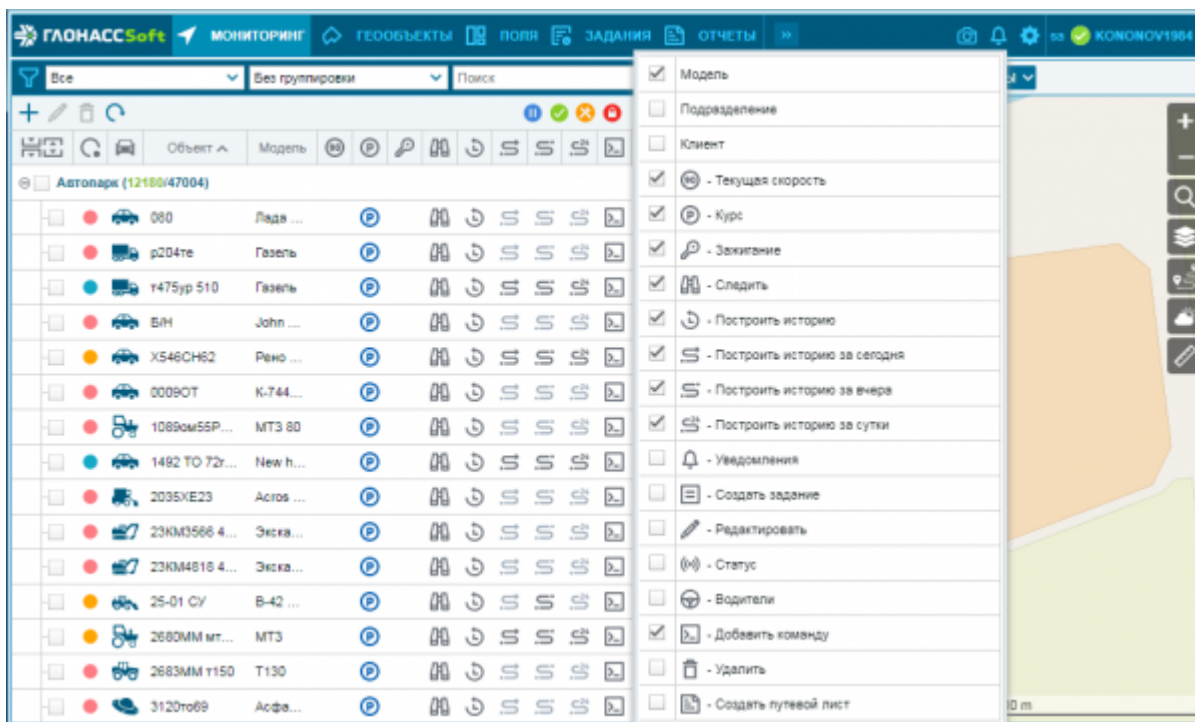 ГЛОНАССSoft МОНИТОРИНГ ГЕООБЪЕКТЫ ПОЛЯ ЗАДАНИЯ ОТЧЕТЫ » 53 KONONOV1984
Все Без группировки Поиск
Объект Модель 90 P
Автопарк (12180/47004)
080 Лада ...
р204те Газель
т475ур 510 Газель
Б/Н John ...
X546CH62 Рено ...
0009ОТ К-744...
1089ом55Р... МТЗ 80
1492 ТО 72г... New h...
2035ХЕ23 Acros ...
23КМ3566 4... Экска...
23КМ4818 4... Экска...
25-01 СУ В-42 ...
2680ММ мт... МТЗ
2683ММ т150 Т130
3120то69 Асфа...
Модель
Подразделение
Клиент
90 - Текущая скорость
P - Курс
- Зажигание
- Следить
- Построить историю
- Построить историю за сегодня
- Построить историю за вчера
- Построить историю за сутки
- Уведомления
- Создать задание
- Редактировать
- Статус
- Водители
- Добавить команду
- Удалить
- Создать путевой лист